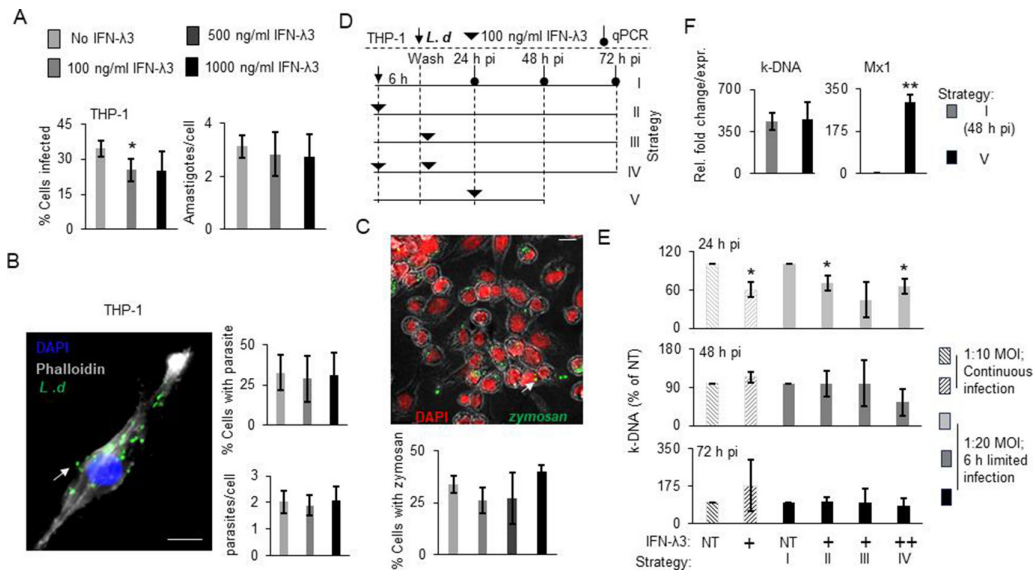 A
No IFN-λ3
500 ng/ml IFN-λ3
100 ng/ml IFN-λ3
1000 ng/ml IFN-λ3
THP-1
% Cells infected
45
30
15
0
*
Amastigotes/cell
4
3
2
1
0
B
THP-1
DAPI
Phalloidin
L .d
% Cells with parasite
50
25
0
parasites/cell
3
2
1
0
C
DAPI
zymosan
% Cells with zymosan
50
25
0
D
THP-1
L. d
100 ng/ml IFN-λ3
qPCR
Wash
24 h pi
48 h pi
72 h pi
6 h
I
II
III
IV
V
Strategy
F
k-DNA
Mx1
Rel. fold change/expr.
700
350
0
350
175
0
**
Strategy:
I
(48 h pi)
V
E
k-DNA (% of NT)
24 h pi
120
60
0
*
*
*
48 h pi
180
90
0
72 h pi
350
175
0
1:10 MOI;
Continuous
infection
1:20 MOI;
6 h limited
infection
IFN-λ3:
NT
+
NT
+
+
++
Strategy:
I
II
III
IV